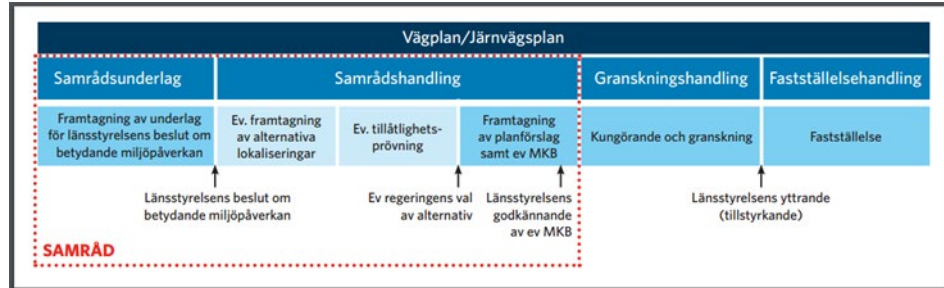 Vägplan/Järnvägsplan
Samrådsunderlag
Samrådshandling
Granskningshandling
Fastställelsehandling
Framtagning av underlag
för länsstyrelsens beslut om
betydande miljöpåverkan
Ev. framtagning
av alternativa
lokaliseringar
Ev. tillåtlighets-
prövning
Framtagning
av planförslag
samt ev MKB
Kungörande och granskning
Fastställelse
Länsstyrelsens beslut om
betydande miljöpåverkan
Ev regeringens val
av alternativ
Länsstyrelsens
godkännande
av ev MKB
Länsstyrelsens yttrande
(tillstyrkande)
SAMRÅD